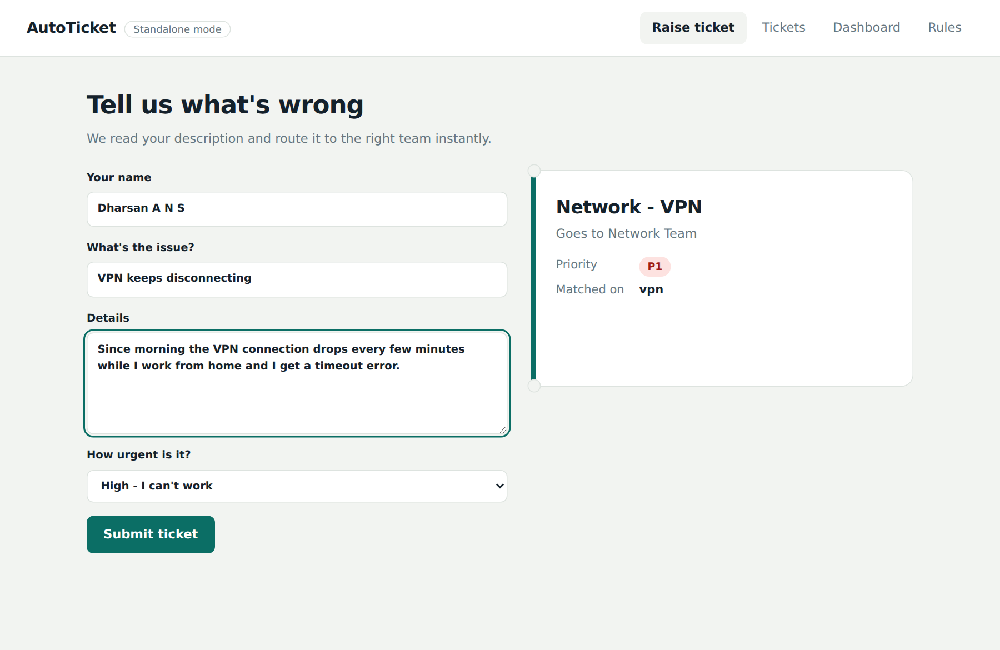 AutoTicket
Standalone mode
Raise ticket
Tickets
Dashboard
Rules
Tell us what's wrong
We read your description and route it to the right team instantly.
Your name
Dharsan A N S
What's the issue?
VPN keeps disconnecting
Details
Since morning the VPN connection drops every few minutes
while I work from home and I get a timeout error.
How urgent is it?
High - I can't work
Submit ticket
Network - VPN
Goes to Network Team
Priority P1
Matched on vpn